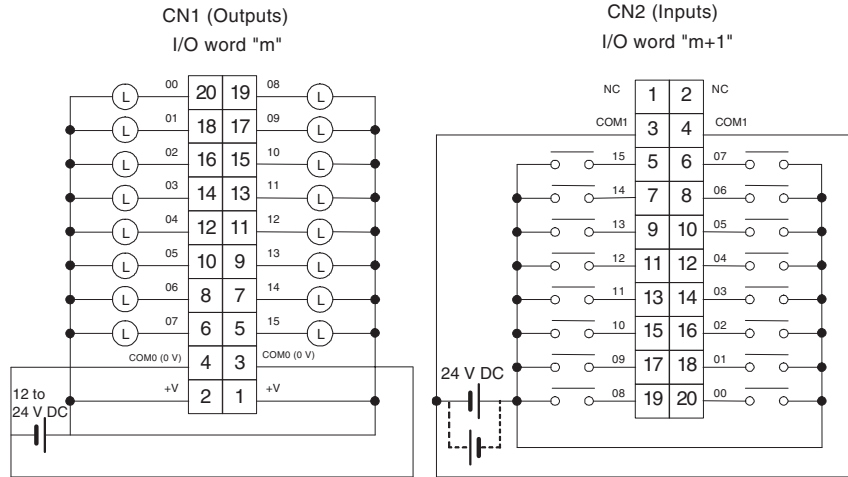 CN1 (Outputs)
I/O word "m"
00 20 19 08
L L
01 18 17 09
L L
02 16 15 10
L L
03 14 13 11
L L
04 12 11 12
L L
05 10 9 13
L L
06 8 7 14
L L
07 6 5 15
L L
COM0 (0 V) 4 3 COM0 (0 V)
+V 2 1 +V
12 to
24 V DC
CN2 (Inputs)
I/O word "m+1"
NC 1 2 NC
COM1 3 4 COM1
15 5 6 07
14 7 8 06
13 9 10 05
12 11 12 04
11 13 14 03
10 15 16 02
09 17 18 01
24 V DC
08 19 20 00